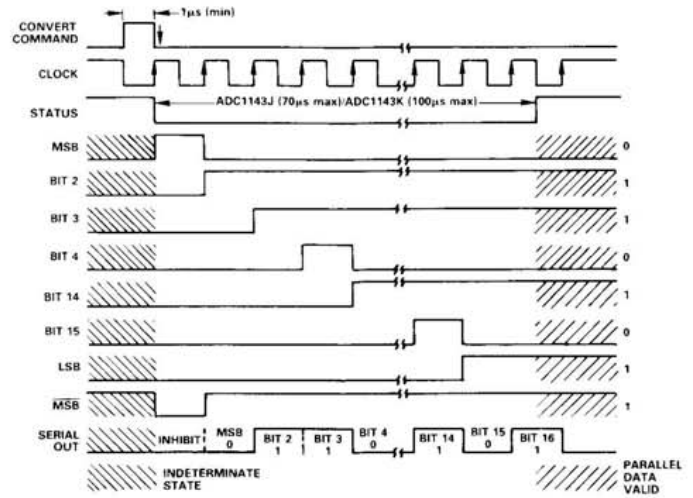 1µs (min)
CONVERT COMMAND
CLOCK
ADC1143J (70µs max)/ADC1143K (100µs max)
STATUS
MSB 0
BIT 2 1
BIT 3 1
BIT 4 0
BIT 14 1
BIT 15 0
LSB 1
MSB 1
SERIAL OUT INHIBIT MSB 0 BIT 2 1 BIT 3 1 BIT 4 0 BIT 14 1 BIT 15 0 BIT 16 1
INDETERMINATE STATE
PARALLEL DATA VALID